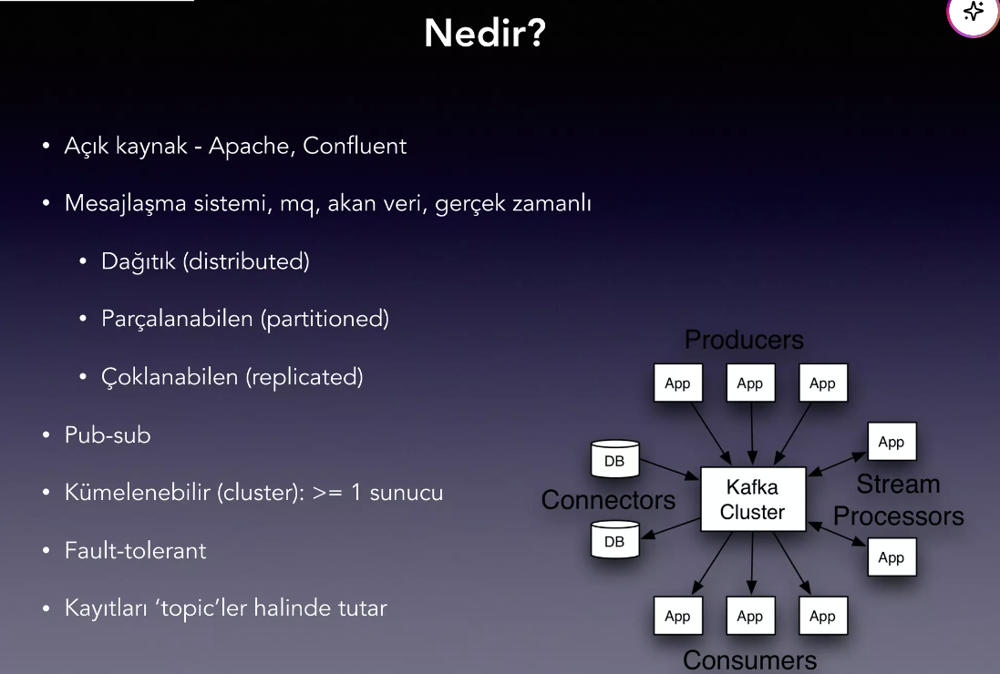 Nedir?
• Açık kaynak - Apache, Confluent
• Mesajlaşma sistemi, mq, akan veri, gerçek zamanlı
• Dağıtık (distributed)
• Parçalanabilen (partitioned)
• Çoklanabilen (replicated)
• Pub-sub
• Kümelenebilir (cluster): >= 1 sunucu
• Fault-tolerant
• Kayıtları ‘topic’ler halinde tutar
Producers
App App App
DB
App
Kafka
Cluster
Connectors
Stream
Processors
DB
App
App App App
Consumers